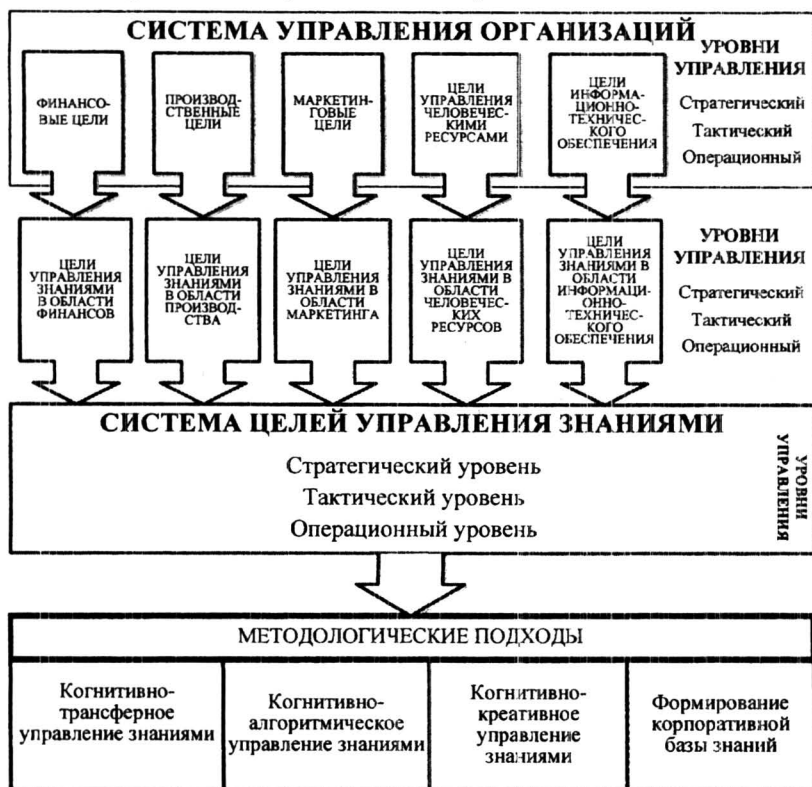 СИСТЕМА УПРАВЛЕНИЯ ОРГАНИЗАЦИЙ
ФИНАНСО-
ВЫЕ ЦЕЛИ
ПРОИЗВОД-
СТВЕННЫЕ
ЦЕЛИ
МАРКЕТИН-
ГОВЫЕ
ЦЕЛИ
ЦЕЛИ
УПРАВЛЕНИЯ
ЧЕЛОВЕЧЕС-
КИМИ
РЕСУРСАМИ
ЦЕЛИ
ИНФОРМА-
ЦИОННО-
ТЕХНИЧЕС-
КОГО
ОБЕСПЕЧЕНИЯ
УРОВНИ
УПРАВЛЕНИЯ
Стратегический
Тактический
Операционный
ЦЕЛИ
УПРАВЛЕНИЯ
ЗНАНИЯМИ
В ОБЛАСТИ
ФИНАНСОВ
ЦЕЛИ
УПРАВЛЕНИЯ
ЗНАНИЯМИ
В ОБЛАСТИ
ПРОИЗВОД-
СТВА
ЦЕЛИ
УПРАВЛЕНИЯ
ЗНАНИЯМИ В
ОБЛАСТИ
МАРКЕТИНГА
ЦЕЛИ
УПРАВЛЕНИЯ
ЗНАНИЯМИ В
ОБЛАСТИ
ЧЕЛОВЕЧЕС-
КИХ
РЕСУРСОВ
ЦЕЛИ
УПРАВЛЕНИЯ
ЗНАНИЯМИ В
ОБЛАСТИ
ИНФОРМАЦИ-
ОННО-
ТЕХНИЧЕС-
КОГО
ОБЕСПЕЧЕНИЯ
УРОВНИ
УПРАВЛЕНИЯ
Стратегический
Тактический
Операционный
СИСТЕМА ЦЕЛЕЙ УПРАВЛЕНИЯ ЗНАНИЯМИ
Стратегический уровень
Тактический уровень
Операционный уровень
УРОВНИ
УПРАВЛЕНИЯ
МЕТОДОЛОГИЧЕСКИЕ ПОДХОДЫ
Когнитивно-
трансферное
управление знаниями
Когнитивно-
алгоритмическое
управление знаниями
Когнитивно-
креативное
управление
знаниями
Формирование
корпоративной
базы знаний